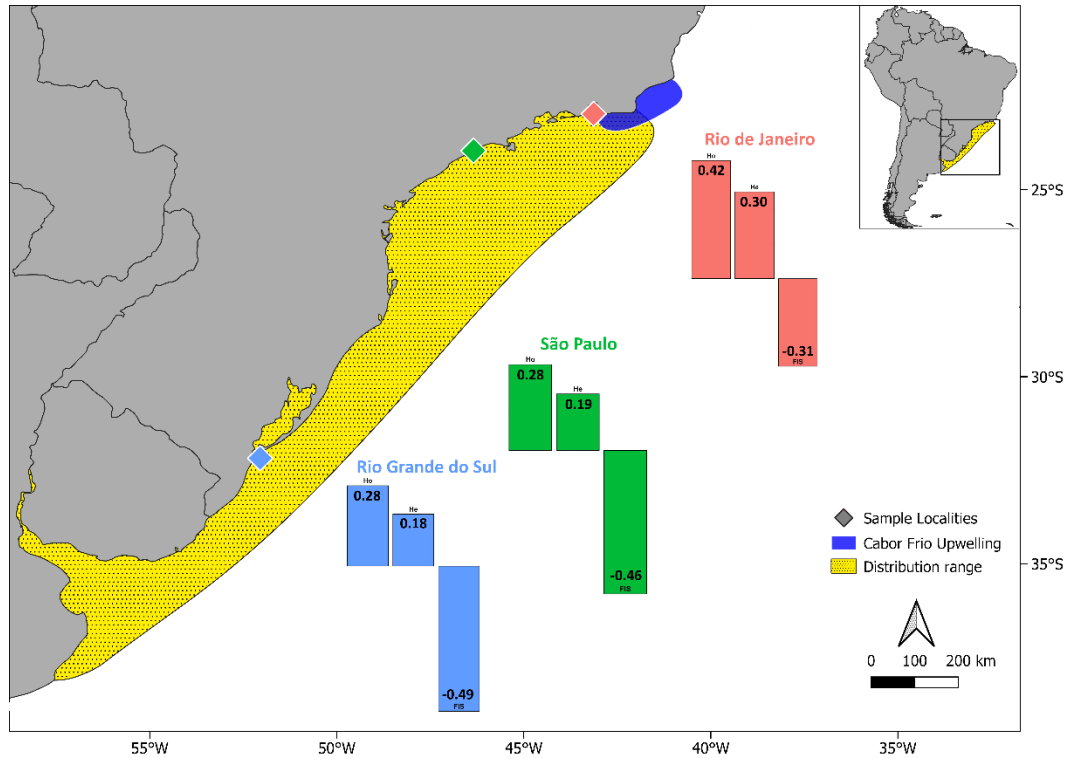 Rio de Janeiro
Ho
0.42
He
0.30
-0.31
FIS
25°S
São Paulo
Ho
0.28
He
0.19
-0.46
FIS
30°S
Rio Grande do Sul
Ho
0.28
He
0.18
-0.49
FIS
Sample Localities
Cabor Frio Upwelling
Distribution range
35°S
0 100 200 km
55°W 50°W 45°W 40°W 35°W